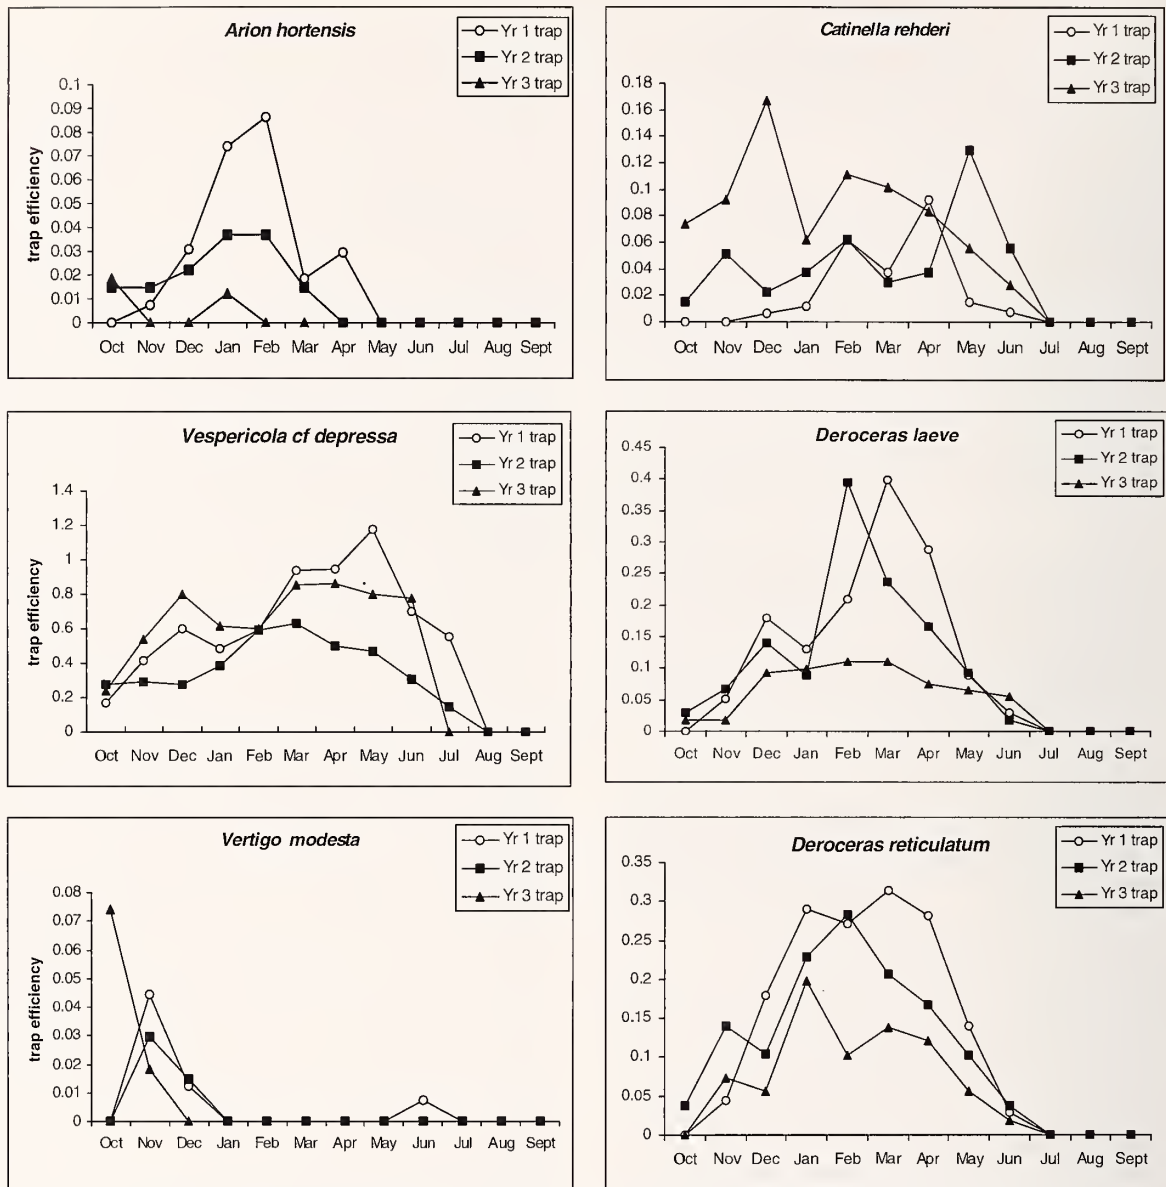 Arion hortensis
Yr 1 trap
Yr 2 trap
Yr 3 trap
trap efficiency
0.1
0.09
0.08
0.07
0.06
0.05
0.04
0.03
0.02
0.01
0
Oct Nov Dec Jan Feb Mar Apr May Jun Jul Aug Sept
Catinella rehderi
Yr 1 trap
Yr 2 trap
Yr 3 trap
0.18
0.16
0.14
0.12
0.1
0.08
0.06
0.04
0.02
0
Oct Nov Dec Jan Feb Mar Apr May Jun Jul Aug Sept
Vespericola cf depressa
Yr 1 trap
Yr 2 trap
Yr 3 trap
trap efficiency
1.4
1.2
1
0.8
0.6
0.4
0.2
0
Oct Nov Dec Jan Feb Mar Apr May Jun Jul Aug Sept
Deroceras laeve
Yr 1 trap
Yr 2 trap
Yr 3 trap
0.45
0.4
0.35
0.3
0.25
0.2
0.15
0.1
0.05
0
Oct Nov Dec Jan Feb Mar Apr May Jun Jul Aug Sept
Vertigo modesta
Yr 1 trap
Yr 2 trap
Yr 3 trap
trap efficiency
0.08
0.07
0.06
0.05
0.04
0.03
0.02
0.01
0
Oct Nov Dec Jan Feb Mar Apr May Jun Jul Aug Sept
Deroceras reticulatum
Yr 1 trap
Yr 2 trap
Yr 3 trap
0.35
0.3
0.25
0.2
0.15
0.1
0.05
0
Oct Nov Dec Jan Feb Mar Apr May Jun Jul Aug Sept